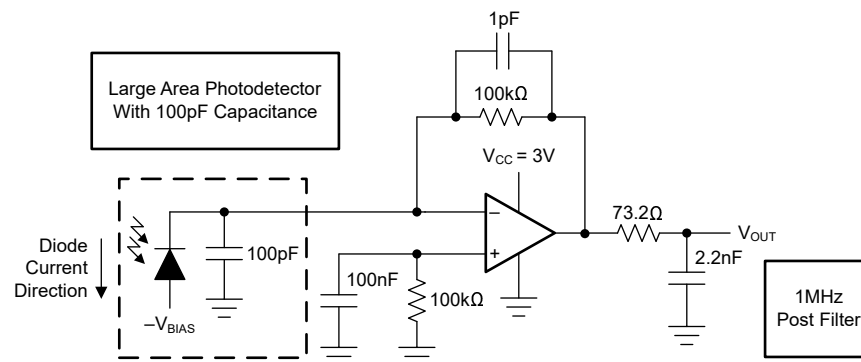 1pF
Large Area Photodetector
With 100pF Capacitance
100kΩ
VCC = 3V
73.2Ω
–
+
VOUT
Diode
Current
Direction
100pF
100nF
100kΩ
2.2nF
–VBIAS
1MHz
Post Filter